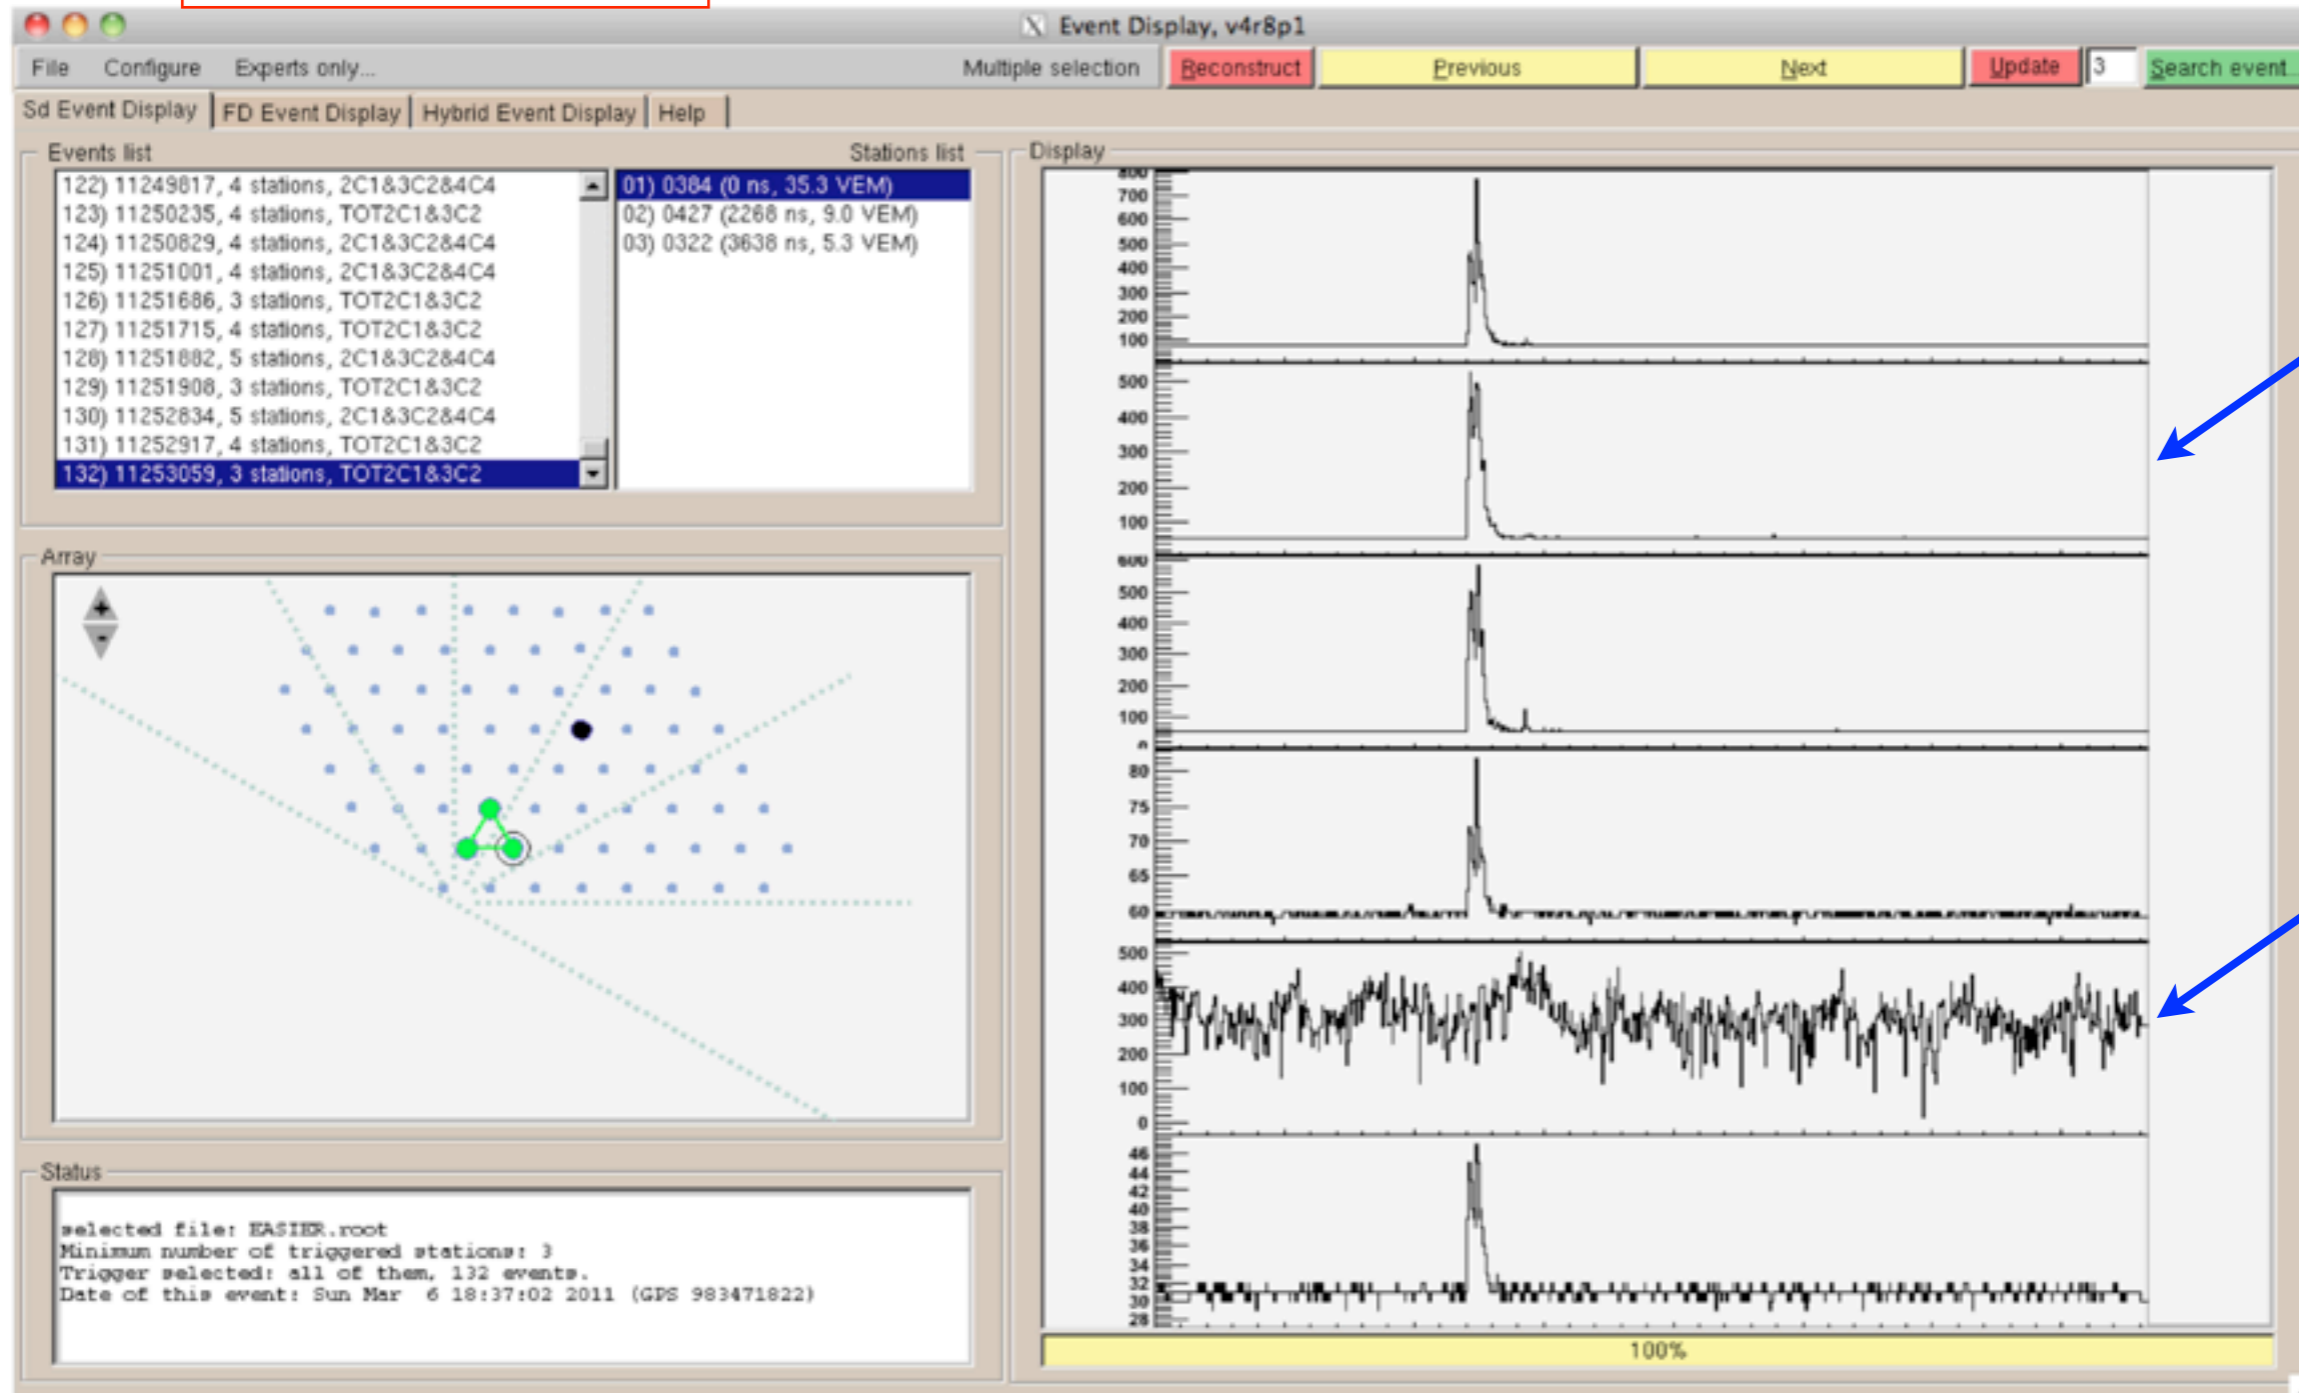 Event Display, v4r8p1
File Configure Experts only... Multiple selection Reconstruct Previous Next Update 3 Search event...
Sd Event Display FD Event Display Hybrid Event Display Help
Events list Stations list
122) 11249817, 4 stations, 2C1&3C2&4C4
123) 11250235, 4 stations, TOT2C1&3C2
124) 11250829, 4 stations, 2C1&3C2&4C4
125) 11251001, 4 stations, 2C1&3C2&4C4
126) 11251686, 3 stations, TOT2C1&3C2
127) 11251715, 4 stations, TOT2C1&3C2
128) 11251882, 5 stations, 2C1&3C2&4C4
129) 11251908, 3 stations, TOT2C1&3C2
130) 11252834, 5 stations, 2C1&3C2&4C4
131) 11252917, 4 stations, TOT2C1&3C2
132) 11253059, 3 stations, TOT2C1&3C2
01) 0384 (0 ns, 35.3 VEM)
02) 0427 (2268 ns, 9.0 VEM)
03) 0322 (3638 ns, 5.3 VEM)
Array
+
-
Status
selected file: EASIER.root
Minimum number of triggered stations: 3
Trigger selected: all of them, 132 events.
Date of this event: Sun Mar 6 18:37:02 2011 (GPS 983471822)
Display
800
700
600
500
400
300
200
100
500
400
300
200
100
600
500
400
300
200
100
0
80
75
70
65
60
500
400
300
200
100
0
46
44
42
40
38
36
34
32
30
28
100%